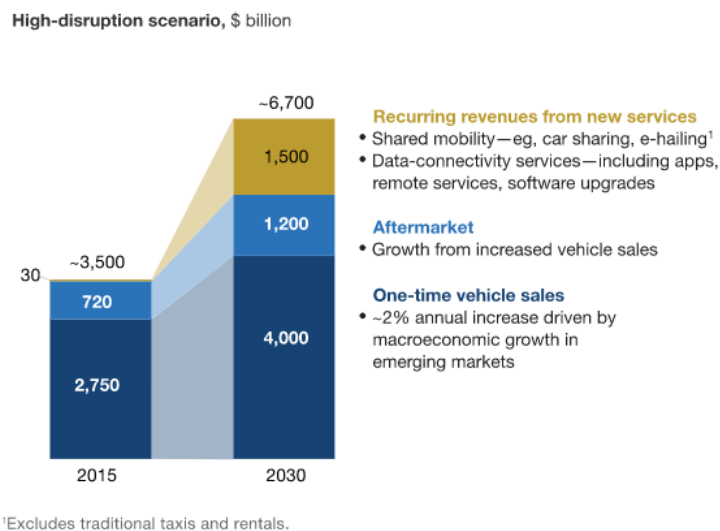 High-disruption scenario, $ billion
~6,700
1,500
1,200
4,000
~3,500
30
720
2,750
2015
2030
Recurring revenues from new services
• Shared mobility—eg, car sharing, e-hailing¹
• Data-connectivity services—including apps,
remote services, software upgrades
Aftermarket
• Growth from increased vehicle sales
One-time vehicle sales
• ~2% annual increase driven by
macroeconomic growth in
emerging markets
¹Excludes traditional taxis and rentals.